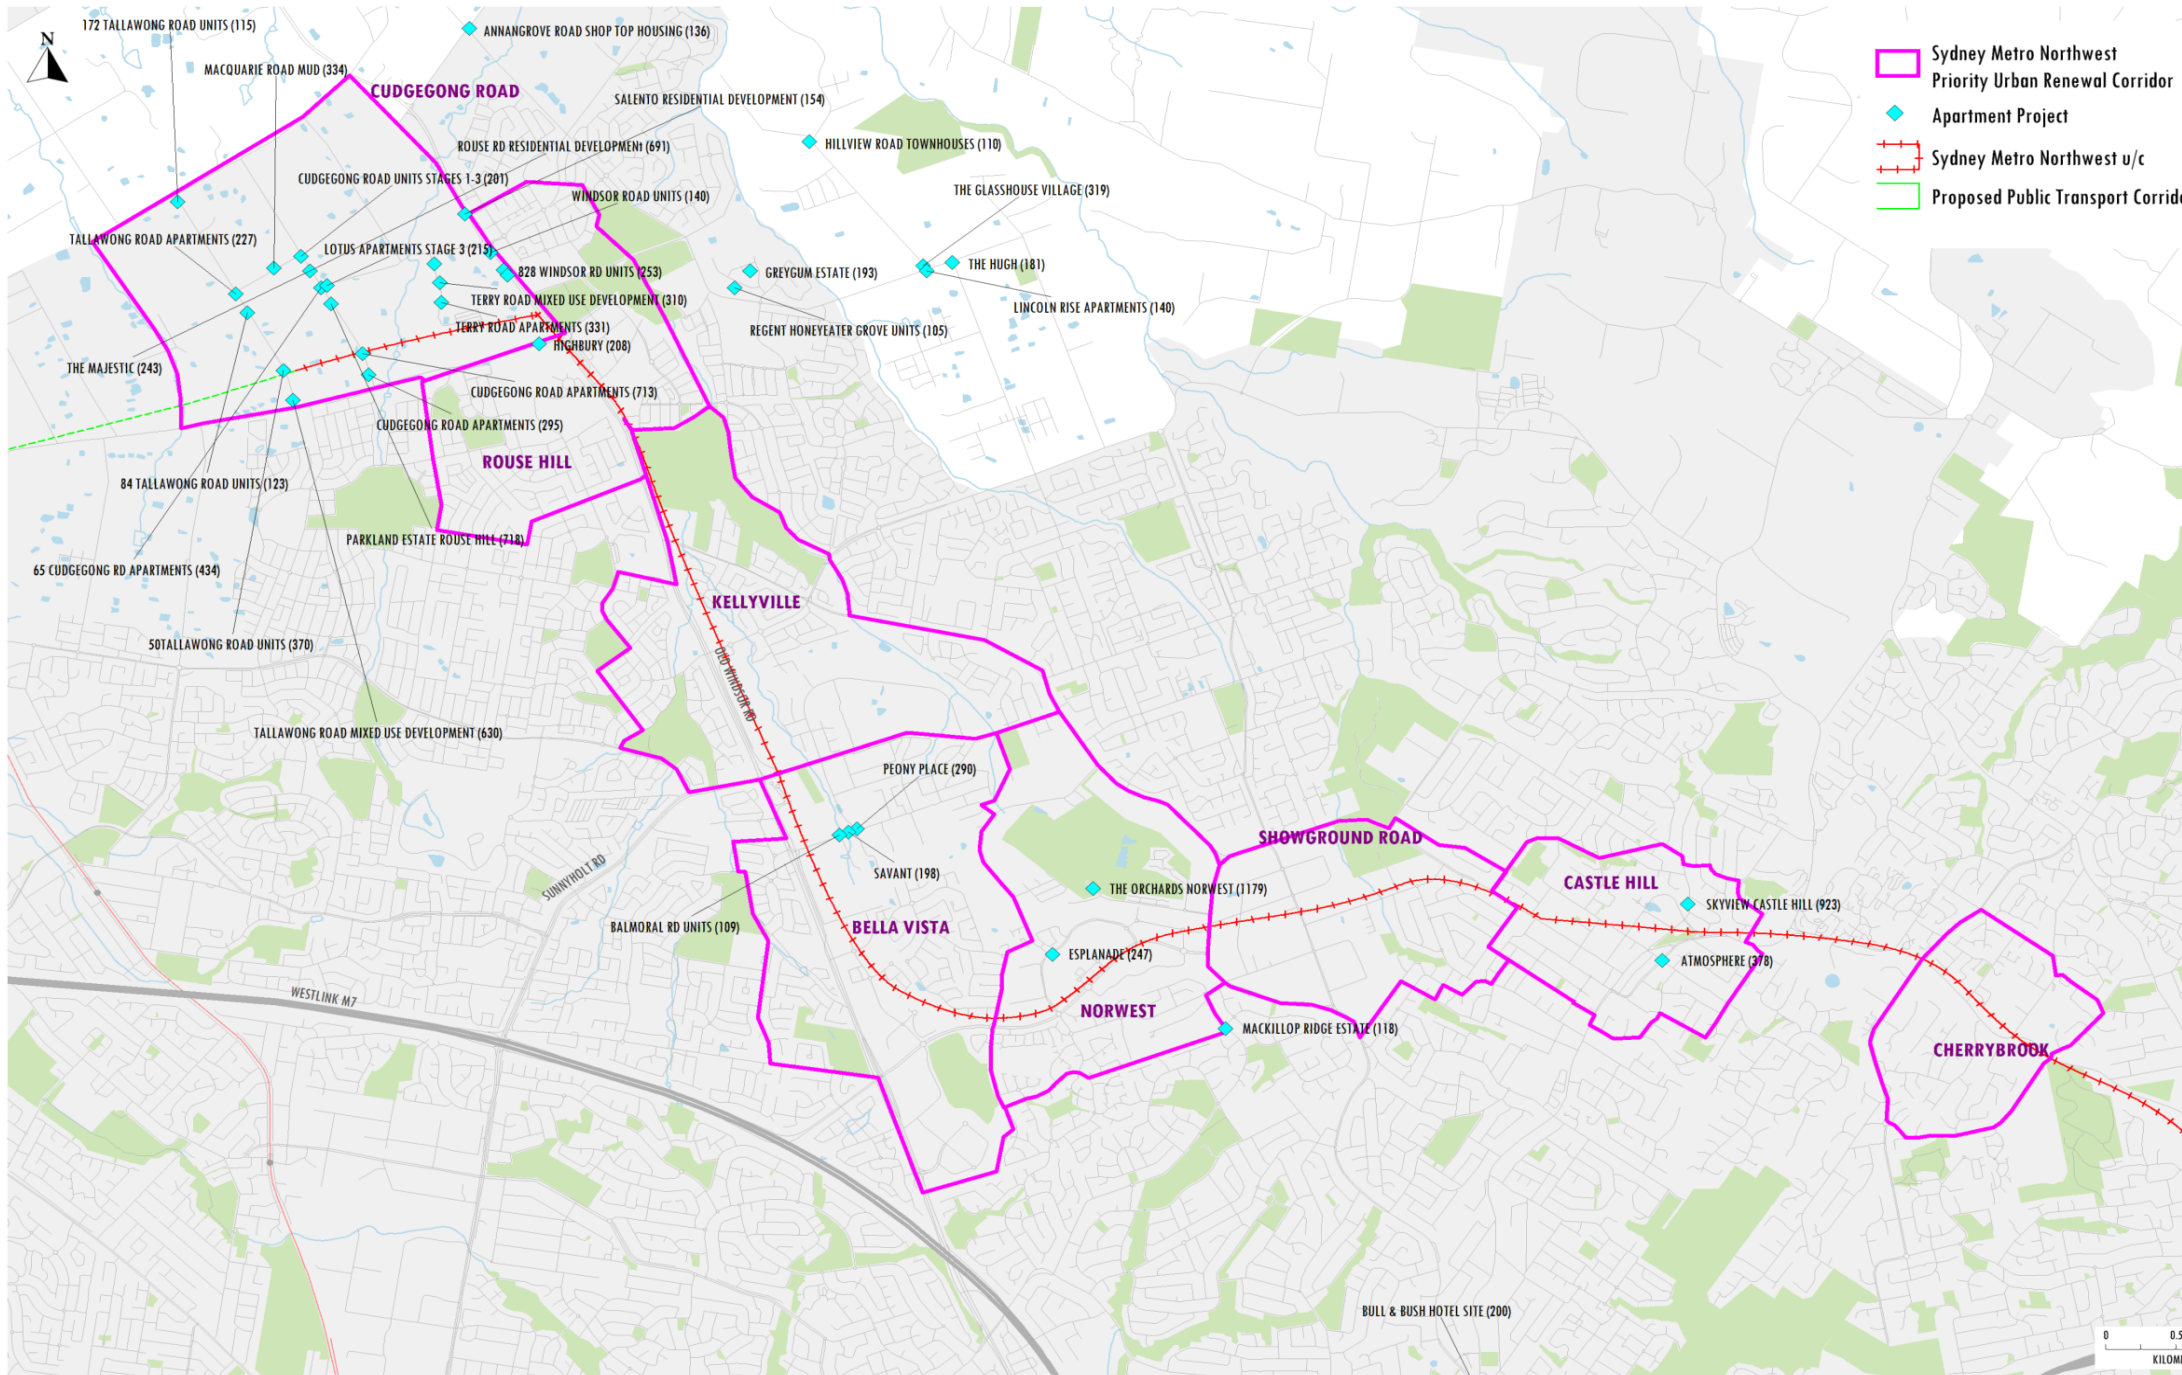 172 TALLAWONG ROAD UNITS (115)
ANNANGROVE ROAD SHOP TOP HOUSING (136)
N
MACQUARIE ROAD MUD (334)
CUDGEGONG ROAD
SALENTO RESIDENTIAL DEVELOPMENT (154)
Sydney Metro Northwest
Priority Urban Renewal Corridor
Apartment Project
Sydney Metro Northwest u/c
Proposed Public Transport Corrido
ROUSE RD RESIDENTIAL DEVELOPMENt (691)
HILLVIEW ROAD TOWNHOUSES (110)
CUDGEGONG ROAD UNITS STAGES 1-3 (201)
WINDSOR ROAD UNITS (140)
THE GLASSHOUSE VILLAGE (319)
TALLAWONG ROAD APARTMENTS (227)
LOTUS APARTMENTS STAGE 3 (215)
828 WINDSOR RD UNITS (253)
GREYGUM ESTATE (193)
THE HUGH (181)
TERRY ROAD MIXED USE DEVELOPMENT (310)
LINCOLN RISE APARTMENTS (140)
TERRY ROAD APARTMENTS (331)
REGENT HONEYEATER GROVE UNITS (105)
HIGHBURY (208)
THE MAJESTIC (243)
CUDGEGONG ROAD APARTMENTS (713)
CUDGEGONG ROAD APARTMENTS (295)
ROUSE HILL
84 TALLAWONG ROAD UNITS (123)
PARKLAND ESTATE ROUSE HILL (718)
65 CUDGEGONG RD APARTMENTS (434)
KELLYVILLE
50TALLAWONG ROAD UNITS (370)
OLD WINDSOR RD
TALLAWONG ROAD MIXED USE DEVELOPMENT (630)
PEONY PLACE (290)
SHOWGROUND ROAD
SUNNYHOLT RD
SAVANT (198)
CASTLE HILL
THE ORCHARDS NORWEST (1179)
SKYVIEW CASTLE HILL (923)
BALMORAL RD UNITS (109)
BELLA VISTA
ESPLANADE (247)
ATMOSPHERE (378)
WESTLINK M7
NORWEST
MACKILLOP RIDGE ESTATE (118)
CHERRYBROOK
BULL & BUSH HOTEL SITE (200)
0 0.5
KILOM